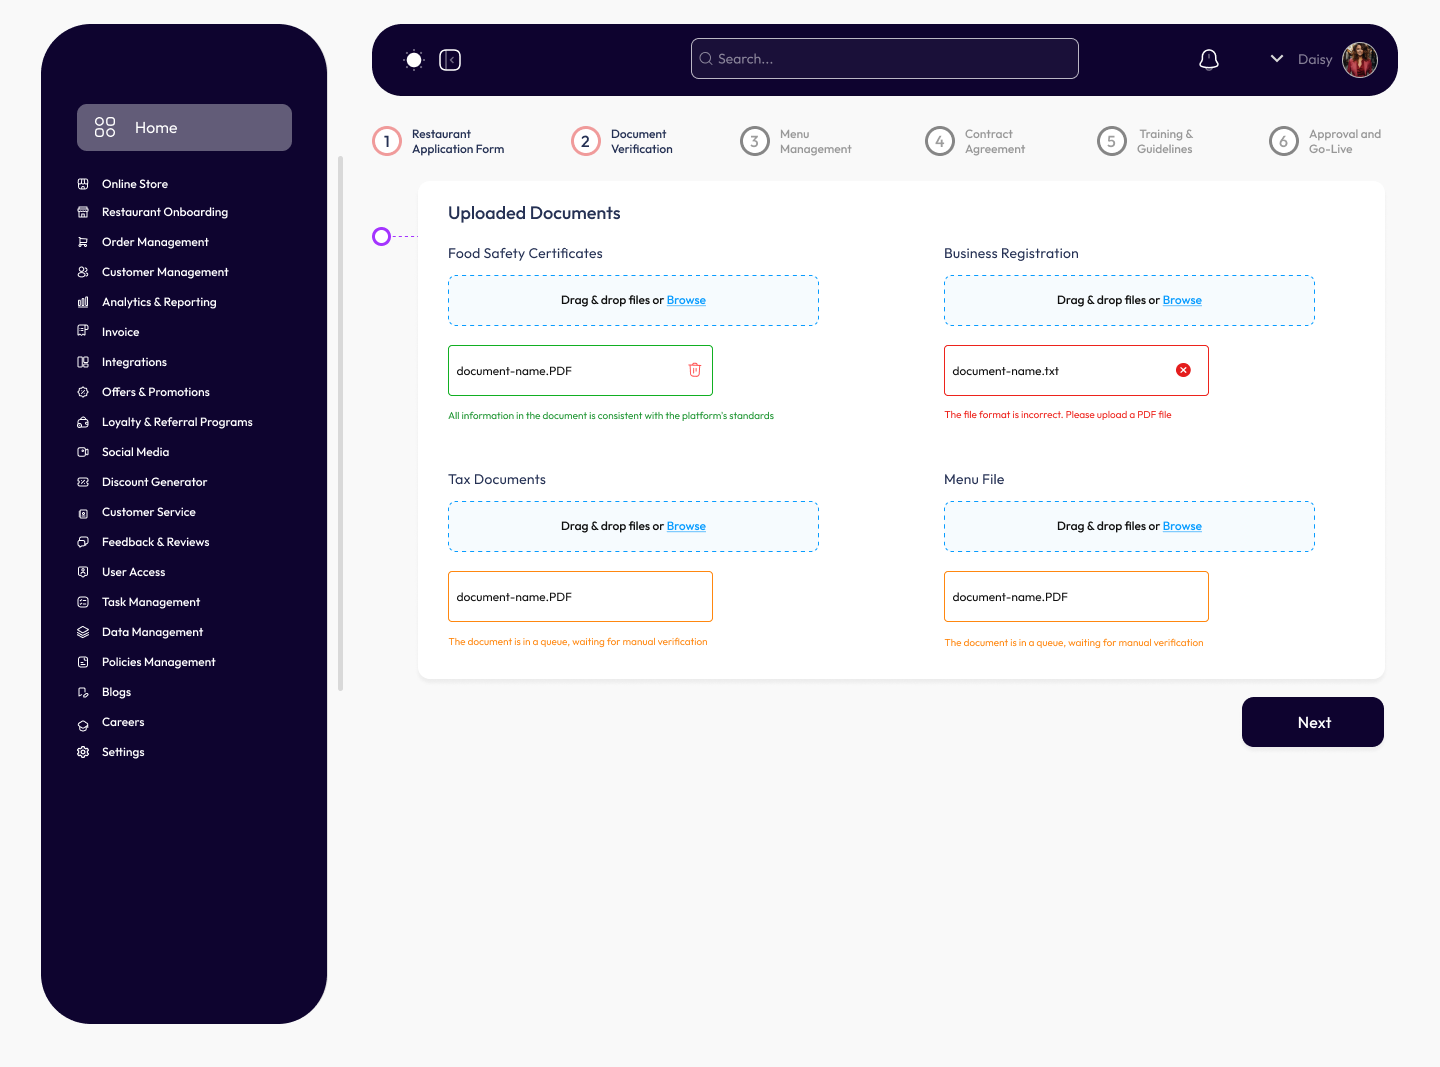 Home
Online Store
Restaurant Onboarding
Order Management
Customer Management
Analytics & Reporting
Invoice
Integrations
Offers & Promotions
Loyalty & Referral Programs
Social Media
Discount Generator
Customer Service
Feedback & Reviews
User Access
Task Management
Data Management
Policies Management
Blogs
Careers
Settings
Search...
Daisy
1
Restaurant
Application Form
2
Document
Verification
3
Menu
Management
4
Contract
Agreement
5
Training &
Guidelines
6
Approval and
Go-Live
Uploaded Documents
Food Safety Certificates
Drag & drop files or Browse
document-name.PDF
All information in the document is consistent with the platform's standards
Business Registration
Drag & drop files or Browse
document-name.txt
The file format is incorrect. Please upload a PDF file
Tax Documents
Drag & drop files or Browse
document-name.PDF
The document is in a queue, waiting for manual verification
Menu File
Drag & drop files or Browse
document-name.PDF
The document is in a queue, waiting for manual verification
Next